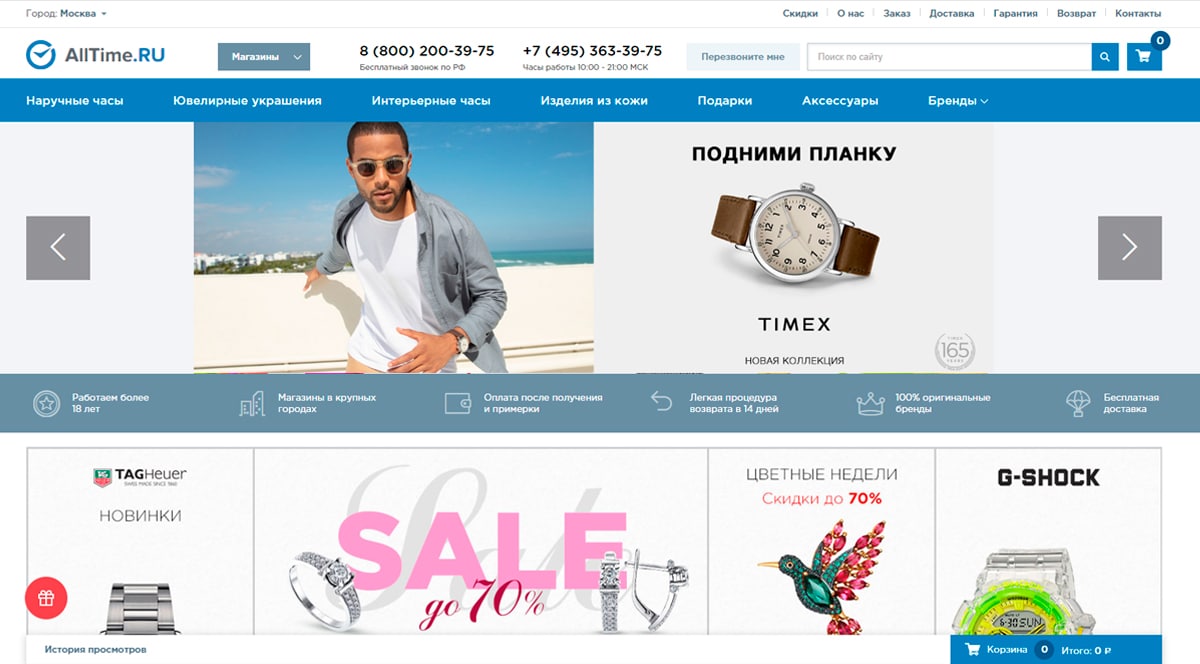 Город: Москва
Скидки О нас Заказ Доставка Гарантия Возврат Контакты
AllTime.RU
Магазины
8 (800) 200-39-75
Бесплатный звонок по РФ
+7 (495) 363-39-75
Часы работы 10:00 - 21:00 МСК
Перезвоните мне
Поиск по сайту
0
Наручные часы Ювелирные украшения Интерьерные часы Изделия из кожи Подарки Аксессуары Бренды
ПОДНИМИ ПЛАНКУ
TIMEX
НОВАЯ КОЛЛЕКЦИЯ
165
Работаем более
18 лет
Магазины в крупных
городах
Оплата после получения
и примерки
Легкая процедура
возврата в 14 дней
100% оригинальные
бренды
Бесплатная
доставка
TAGHeuer
SWISS MADE SINCE 1860
НОВИНКИ
Sale
SALE
до 70%
ЦВЕТНЫЕ НЕДЕЛИ
Скидки до 70%
G-SHOCK
6:30 SUN
История просмотров
Корзина 0 Итого: 0 ₽